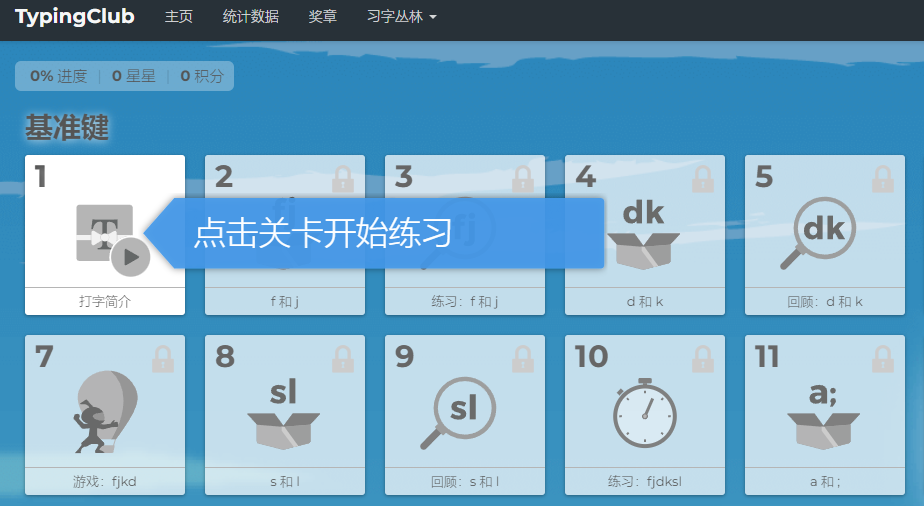 TypingClub 主页 统计数据 奖章 习字丛林
0% 进度 | 0 星星 | 0 积分
基准键
1 2 3 4 5
dk dk
点击关卡开始练习 fj
打字简介 f 和 j 练习：f 和 j d 和 k 回顾：d 和 k
7 8 9 10 11
sl sl a;
游戏：fjkd s 和 l 回顾：s 和 l 练习：fjdksl a 和 ;